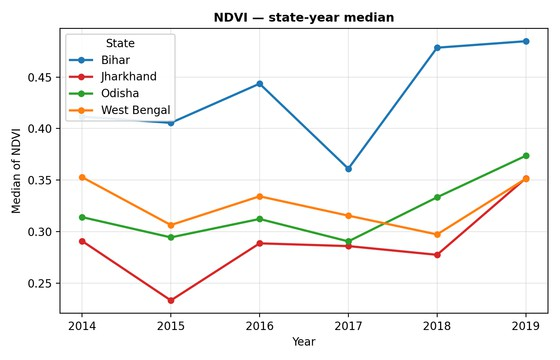 NDVI — state-year median
State
Bihar
Jharkhand
Odisha
West Bengal
Median of NDVI
0.45
0.40
0.35
0.30
0.25
2014 2015 2016 2017 2018 2019
Year